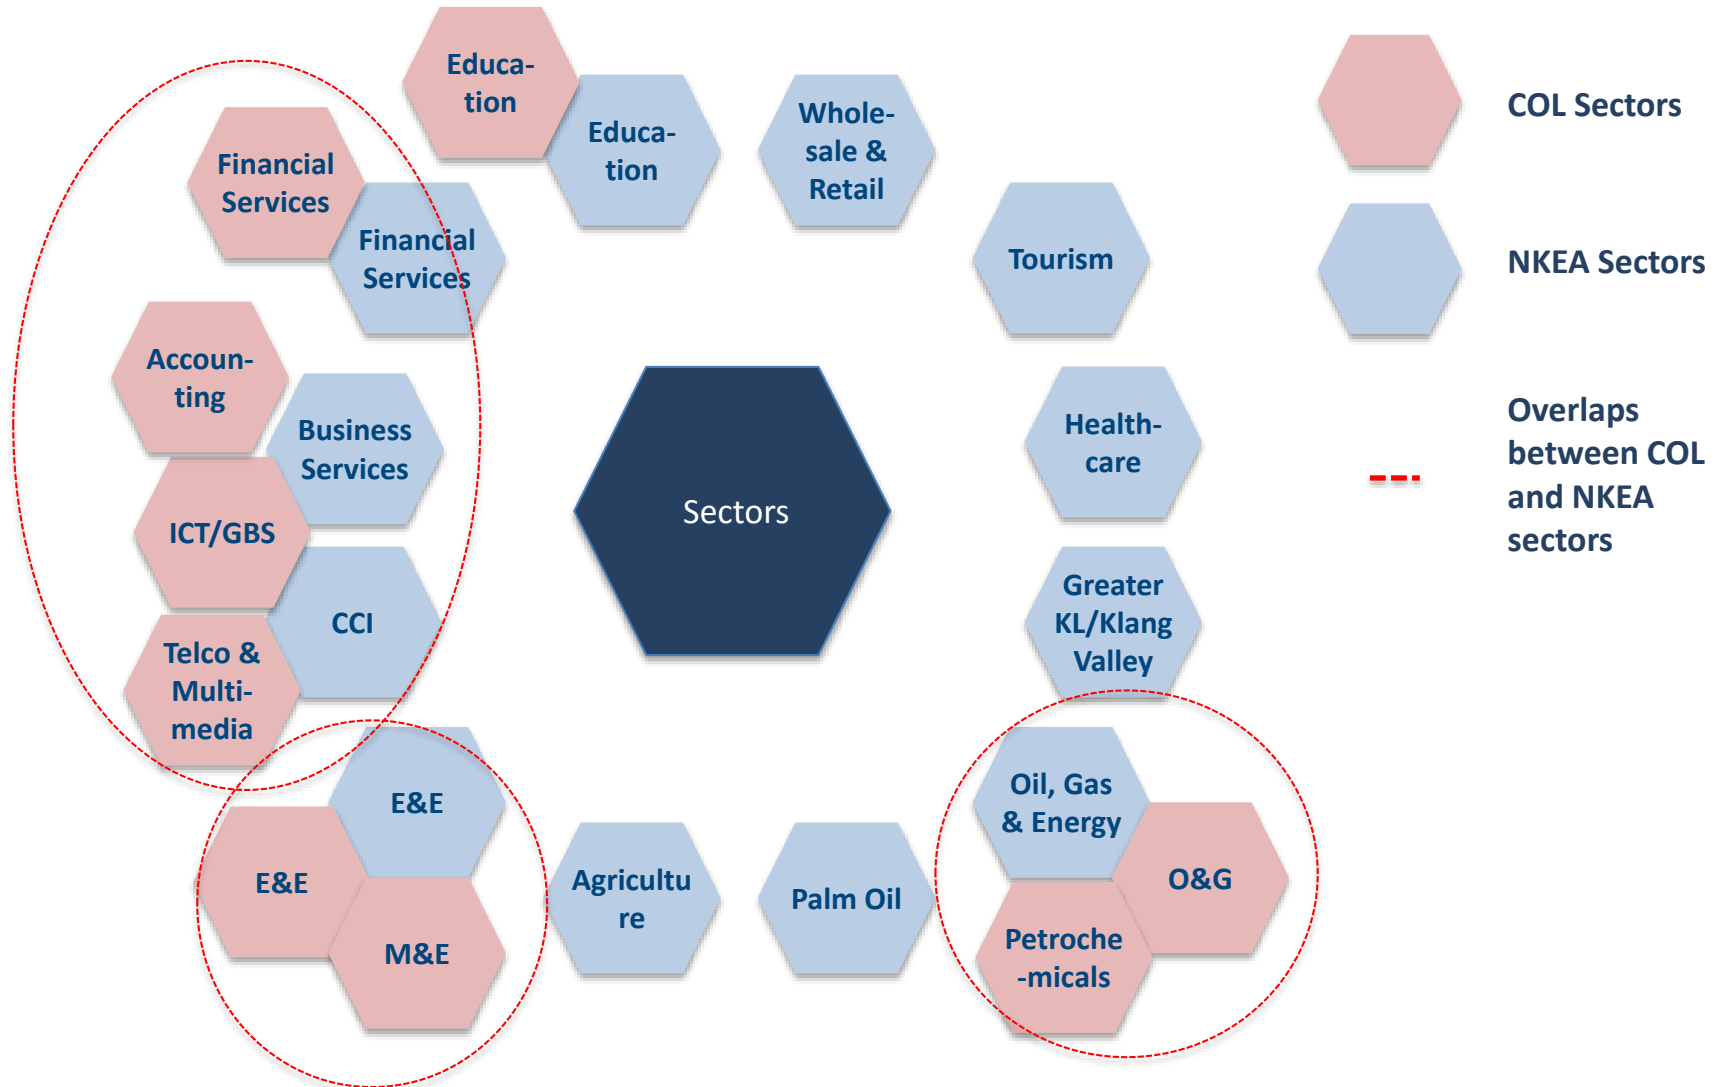 Educa-
tion
Educa-
tion
Whole-
sale &
Retail
Financial
Services
Financial
Services
Tourism
Accoun-
ting
Business
Services
Health-
care
Sectors
ICT/GBS
CCI
Greater
KL/Klang
Valley
Telco &
Multi-
media
E&E
E&E
M&E
Agricultu
re
Palm Oil
Oil, Gas
& Energy
O&G
Petroche
-micals
COL Sectors
NKEA Sectors
Overlaps
between COL
and NKEA
sectors